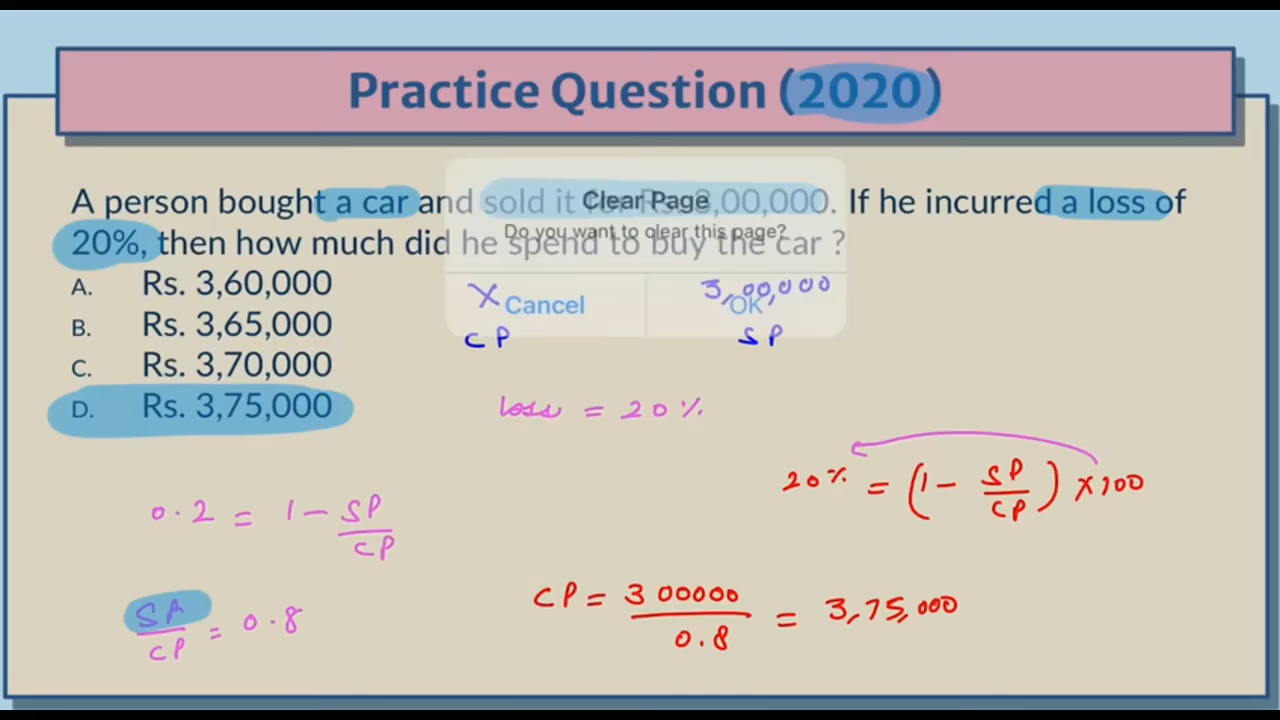 Practice Question (2020)
A person bought a car and sold it for Rs. 3,00,000. If he incurred a loss of
20%, then how much did he spend to buy the car ?
A. Rs. 3,60,000
B. Rs. 3,65,000
C. Rs. 3,70,000
D. Rs. 3,75,000
Clear Page
Do you want to clear this page?
Cancel OK
X 3,00,000
CP SP
loss = 20%
20% = (1 - SP/CP) × 100
0.2 = 1 - SP/CP
SP/CP = 0.8
CP = 300000/0.8 = 3,75,000